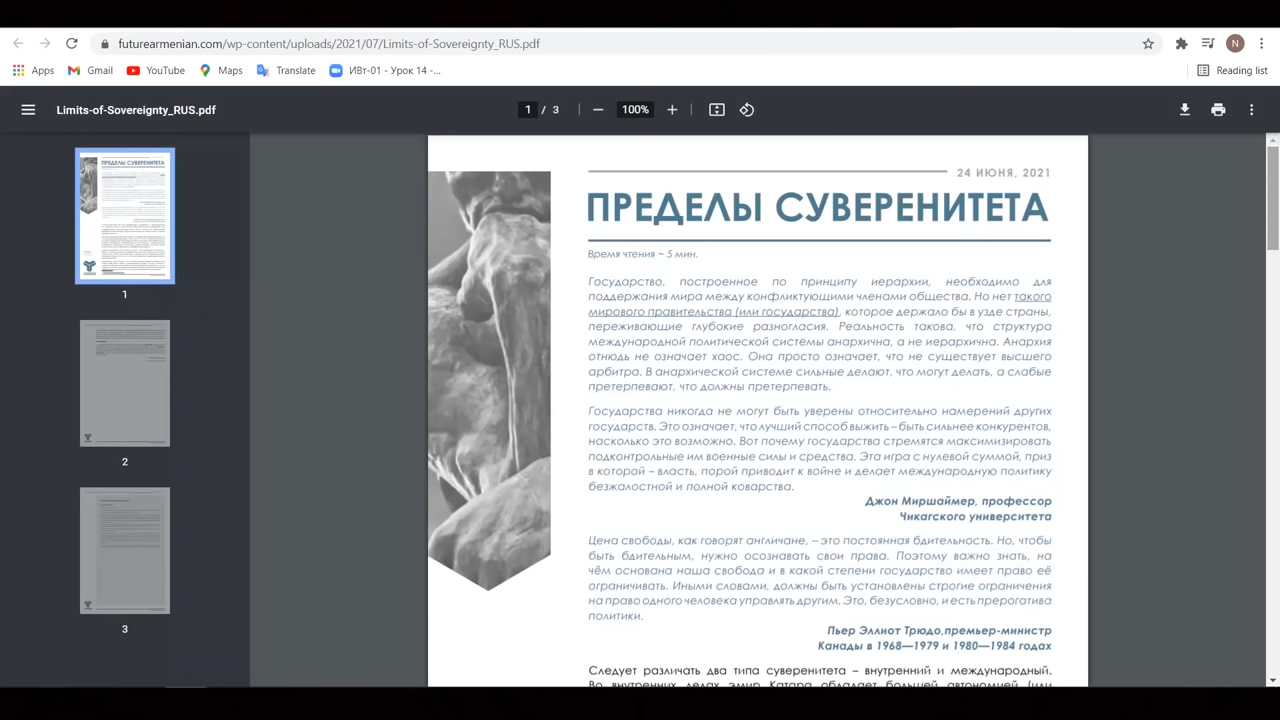 futurearmenian.com/wp-content/uploads/2021/07/Limits-of-Sovereignty_RUS.pdf
N
Apps Gmail YouTube Maps Translate ИВт-01 - Урок 14 -... Reading list
Limits-of-Sovereignty_RUS.pdf 1 / 3 100%
ПРЕДЕЛЫ СУВЕРЕНИТЕТА
1
2
3
24 ИЮНЯ, 2021
ПРЕДЕЛЫ СУВЕРЕНИТЕТА
Время чтения ~ 5 мин.
Государство, построенное по принципу иерархии, необходимо для
поддержания мира между конфликтующими членами общества. Но нет такого
мирового правительства (или государства), которое держало бы в узде страны,
переживающие глубокие разногласия. Реальность такова, что структура
международной политической системы анархична, а не иерархична. Анархия
отнюдь не означает хаос. Она просто означает, что не существует высшего
арбитра. В анархической системе сильные делают, что могут делать, а слабые
претерпевают, что должны претерпевать.
Государства никогда не могут быть уверены относительно намерений других
государств. Это означает, что лучший способ выжить – быть сильнее конкурентов,
насколько это возможно. Вот почему государства стремятся максимизировать
подконтрольные им военные силы и средства. Эта игра с нулевой суммой, приз
в которой – власть, порой приводит к войне и делает международную политику
безжалостной и полной коварства.
Джон Миршаймер, профессор
Чикагского университета
Цена свободы, как говорят англичане, – это постоянная бдительность. Но, чтобы
быть бдительным, нужно осознавать свои права. Поэтому важно знать, на
чём основана наша свобода и в какой степени государство имеет право её
ограничивать. Иными словами, должны быть установлены строгие ограничения
на право одного человека управлять другим. Это, безусловно, и есть прерогатива
политики.
Пьер Эллиот Трюдо,премьер-министр
Канады в 1968—1979 и 1980—1984 годах
Следует различать два типа суверенитета – внутренний и международный.
Во внутренних делах эмир Катара обладает большей автономией (или